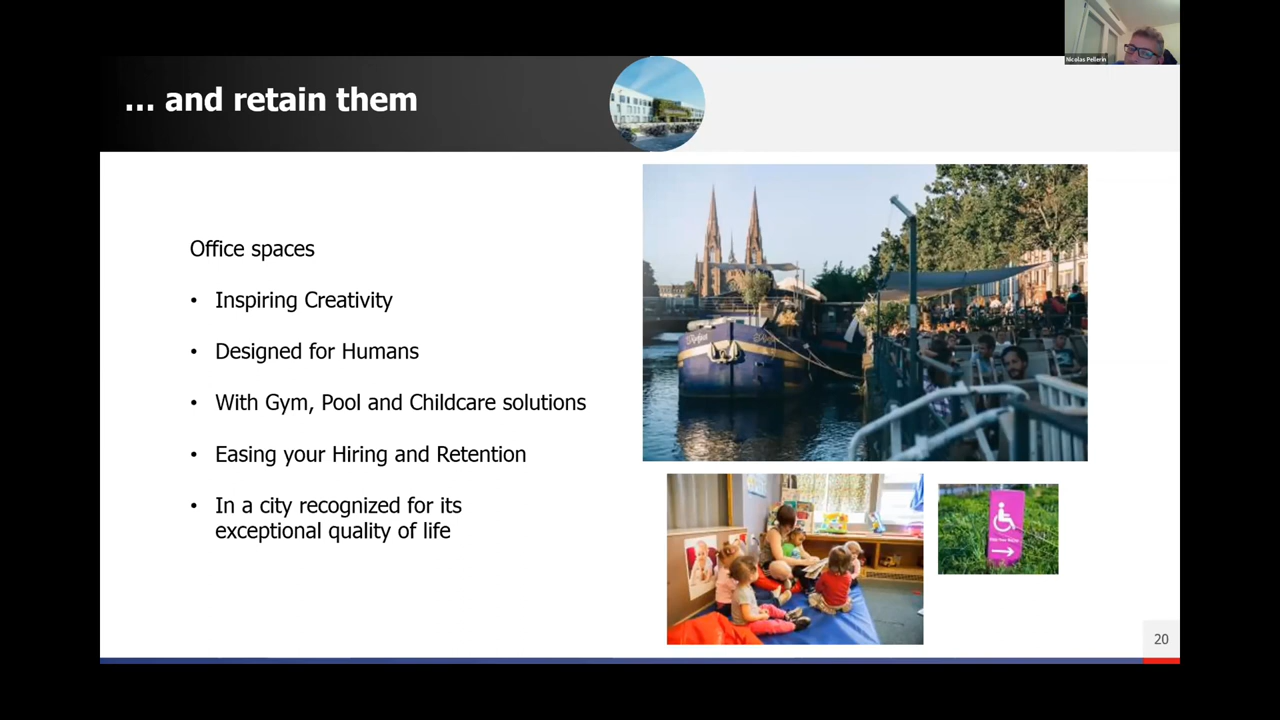 Nicolas Pellerin
... and retain them
Office spaces
• Inspiring Creativity
• Designed for Humans
• With Gym, Pool and Childcare solutions
• Easing your Hiring and Retention
• In a city recognized for its
exceptional quality of life
20